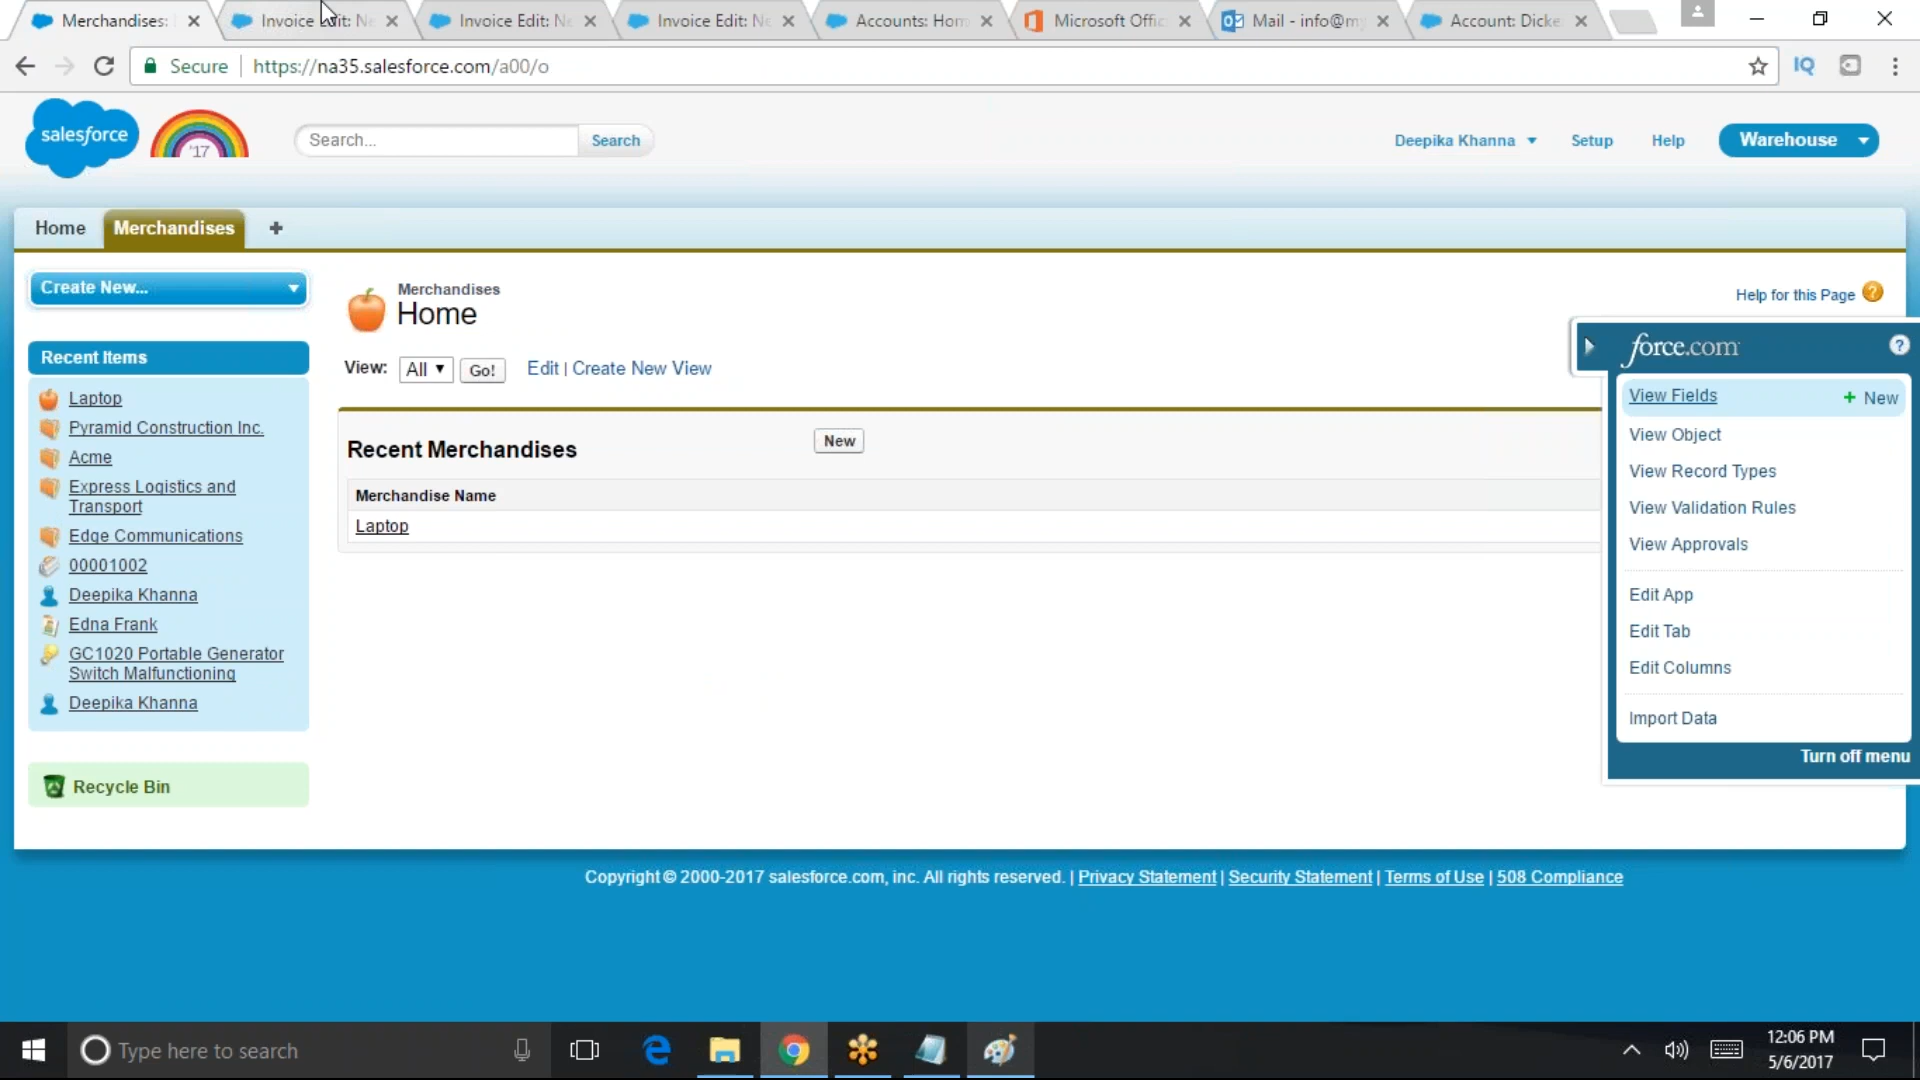 Merchandises:
Invoice Edit: Ne
Invoice Edit: Ne
Invoice Edit: Ne
Accounts: Hom
Microsoft Offic
Mail - info@my
Account: Dicke
Secure
https://na35.salesforce.com/a00/o
IQ
salesforce
'17
Search...
Search
Deepika Khanna
Setup
Help
Warehouse
Home
Merchandises
Create New...
Recent Items
Laptop
Pyramid Construction Inc.
Acme
Express Logistics and
Transport
Edge Communications
00001002
Deepika Khanna
Edna Frank
GC1020 Portable Generator
Switch Malfunctioning
Deepika Khanna
Recycle Bin
Merchandises
Home
Help for this Page
View: All Go! Edit | Create New View
Recent Merchandises
New
Merchandise Name
Laptop
force.com
View Fields
New
View Object
View Record Types
View Validation Rules
View Approvals
Edit App
Edit Tab
Edit Columns
Import Data
Turn off menu
Copyright © 2000-2017 salesforce.com, inc. All rights reserved. | Privacy Statement | Security Statement | Terms of Use | 508 Compliance
Type here to search
12:06 PM
5/6/2017